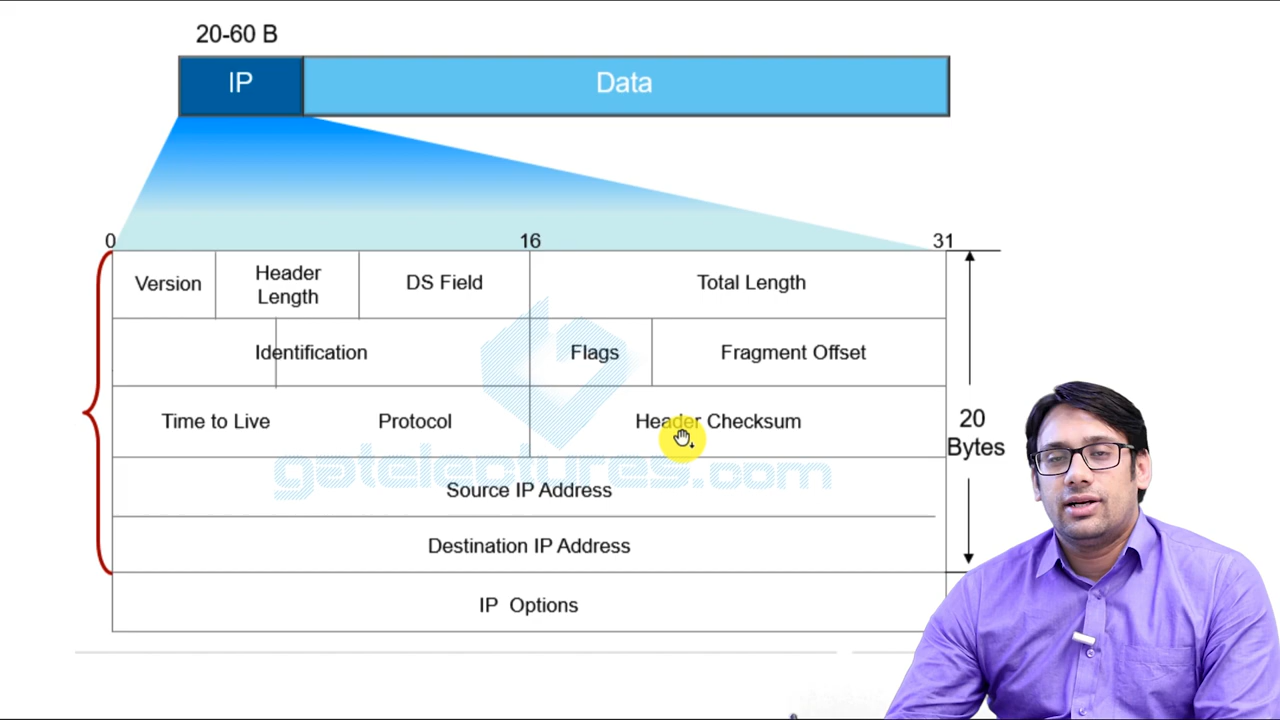 20-60 B
IP Data
0 16 31
Version Header Length DS Field Total Length
Identification Flags Fragment Offset
Time to Live Protocol Header Checksum
20
Bytes
gatelectures.com
Source IP Address
Destination IP Address
IP Options